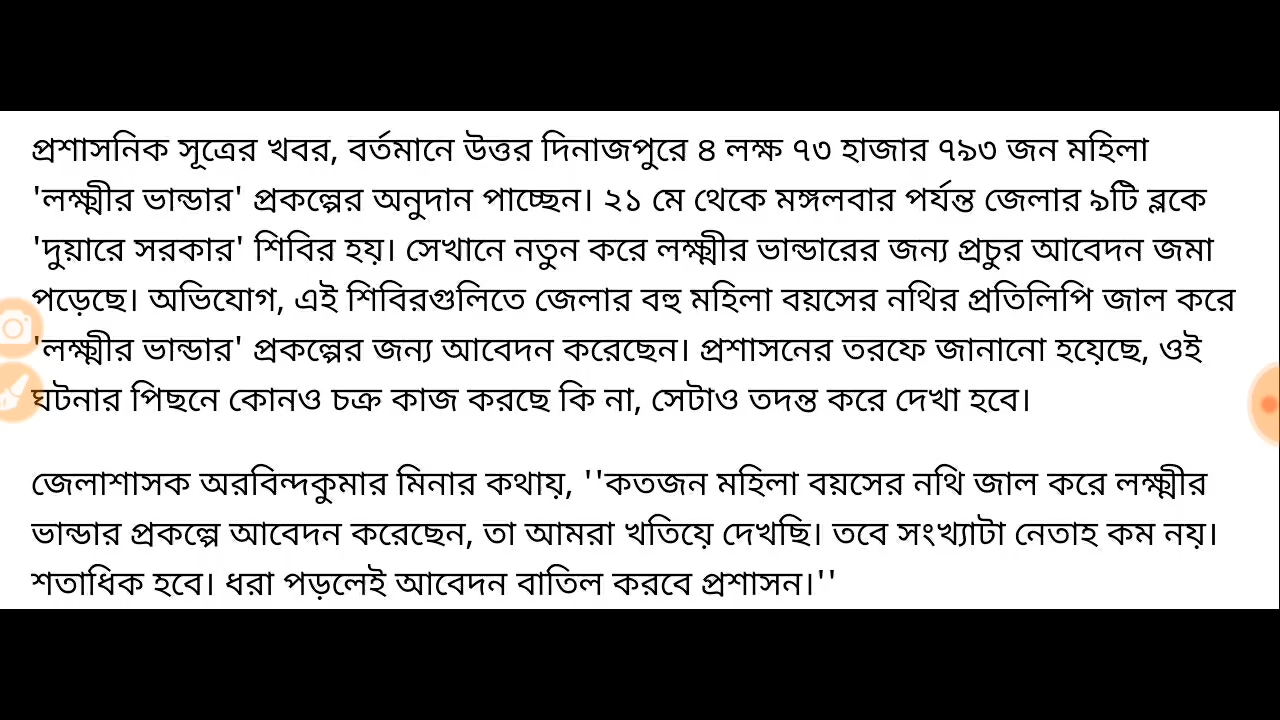 প্রশাসনিক সূত্রের খবর, বর্তমানে উত্তর দিনাজপুরে ৪ লক্ষ ৭৩ হাজার ৭৯৩ জন মহিলা
'লক্ষ্মীর ভান্ডার' প্রকল্পের অনুদান পাচ্ছেন। ২১ মে থেকে মঙ্গলবার পর্যন্ত জেলার ৯টি ব্লকে
'দুয়ারে সরকার' শিবির হয়। সেখানে নতুন করে লক্ষ্মীর ভান্ডারের জন্য প্রচুর আবেদন জমা
পড়েছে। অভিযোগ, এই শিবিরগুলিতে জেলার বহু মহিলা বয়সের নথির প্রতিলিপি জাল করে
'লক্ষ্মীর ভান্ডার' প্রকল্পের জন্য আবেদন করেছেন। প্রশাসনের তরফে জানানো হয়েছে, ওই
ঘটনার পিছনে কোনও চক্র কাজ করছে কি না, সেটাও তদন্ত করে দেখা হবে।
জেলাশাসক অরবিন্দকুমার মিনার কথায়, ''কতজন মহিলা বয়সের নথি জাল করে লক্ষ্মীর
ভান্ডার প্রকল্পে আবেদন করেছেন, তা আমরা খতিয়ে দেখছি। তবে সংখ্যাটা নেতাহ কম নয়।
শতাধিক হবে। ধরা পড়লেই আবেদন বাতিল করবে প্রশাসন।''